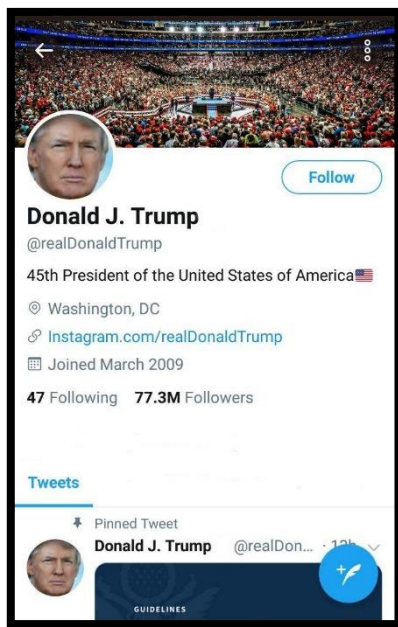 Follow
Donald J. Trump
@realDonaldTrump
45th President of the United States of America🇺🇸
Washington, DC
Instagram.com/realDonaldTrump
Joined March 2009
47 Following 77.3M Followers
Tweets
Pinned Tweet
Donald J. Trump @realDon... · 12h
GUIDELINES